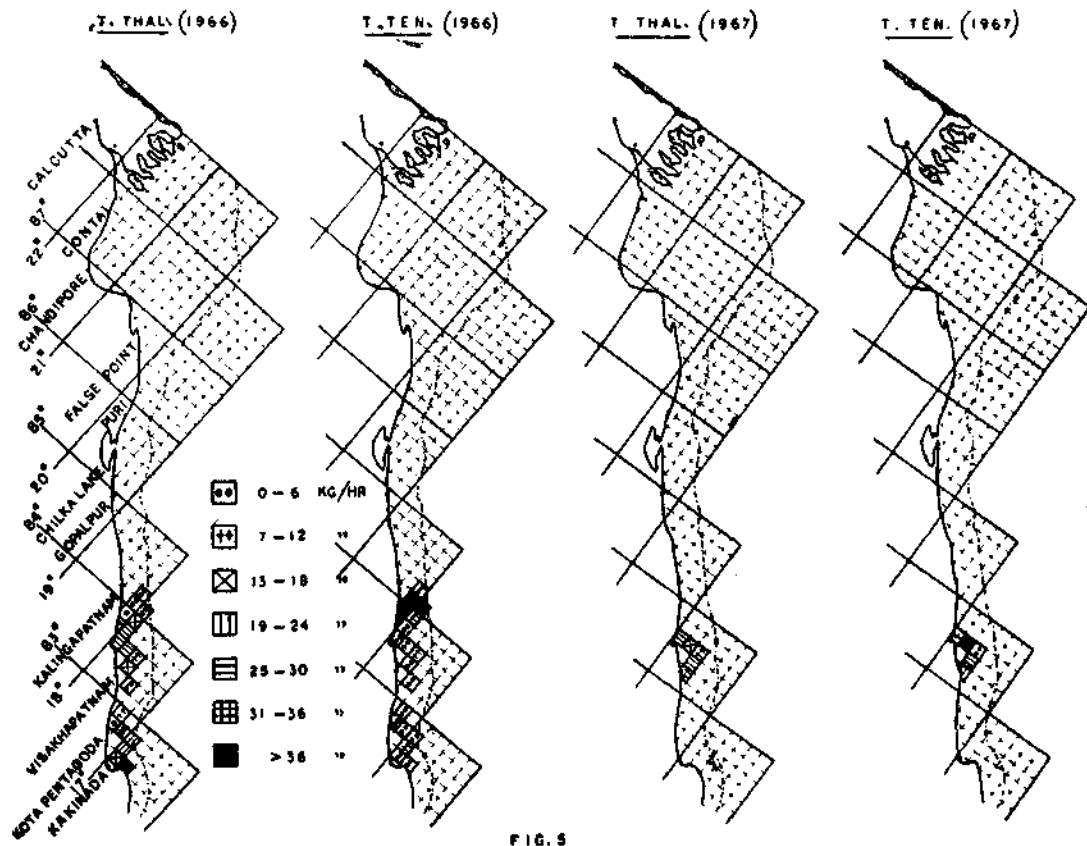 T. THAL. (1966)
T. TEN. (1966)
T THAL. (1967)
T. TEN. (1967)
CALCUTTA
87°
22°
CONTAI
86°
CHANDIPORE
21°
FALSE POINT
85°
PURI
20°
CHILKA LAKE
84°
GOPALPUR
19°
KALINGAPATNAM
83°
18°
VISAKHAPATNAM
KOTA PENTAKODA
17°
KAKINADA
0 – 6 KG/HR
7 – 12 "
13 – 18 "
19 – 24 "
25 – 30 "
31 – 36 "
> 36 "
FIG. 5